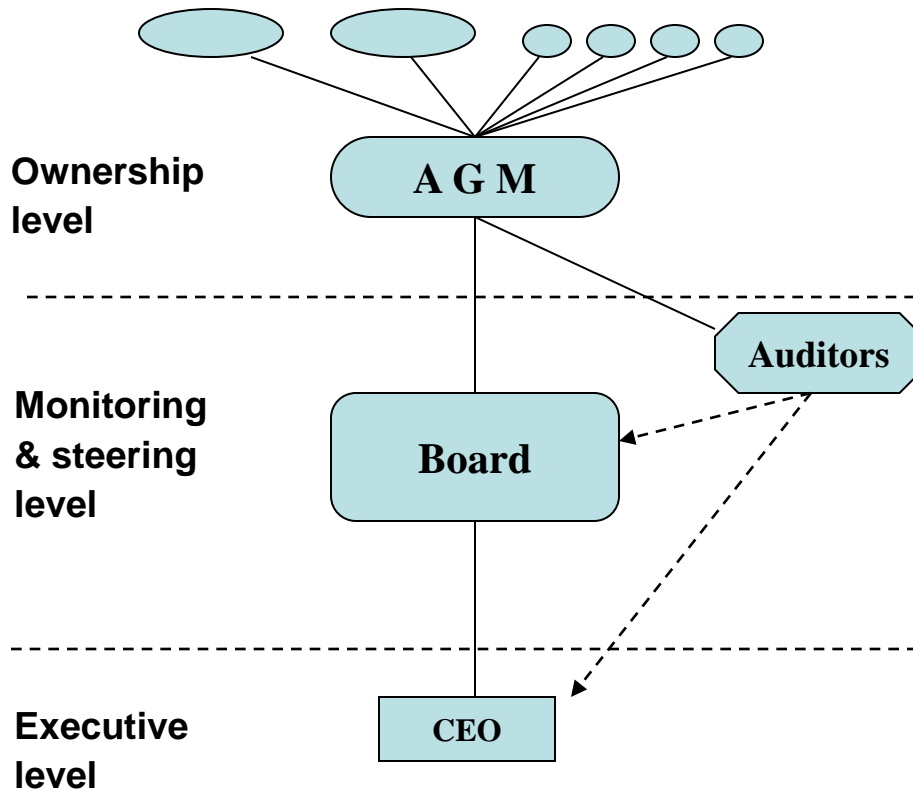 Ownership
level
A G M
Auditors
Monitoring
& steering
level
Board
Executive
level
CEO